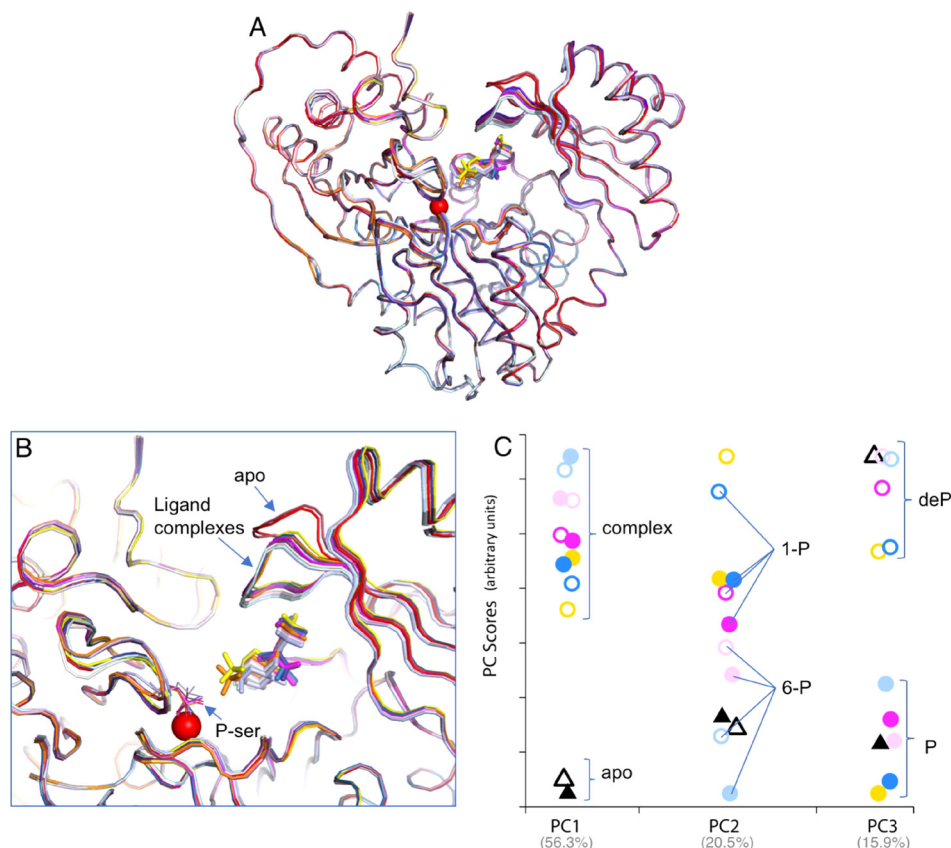 A
B
apo
Ligand
complexes
P-ser
C
PC Scores (arbitrary units)
complex
apo
1-P
6-P
deP
P
PC1
(56.3%)
PC2
(20.5%)
PC3
(15.9%)